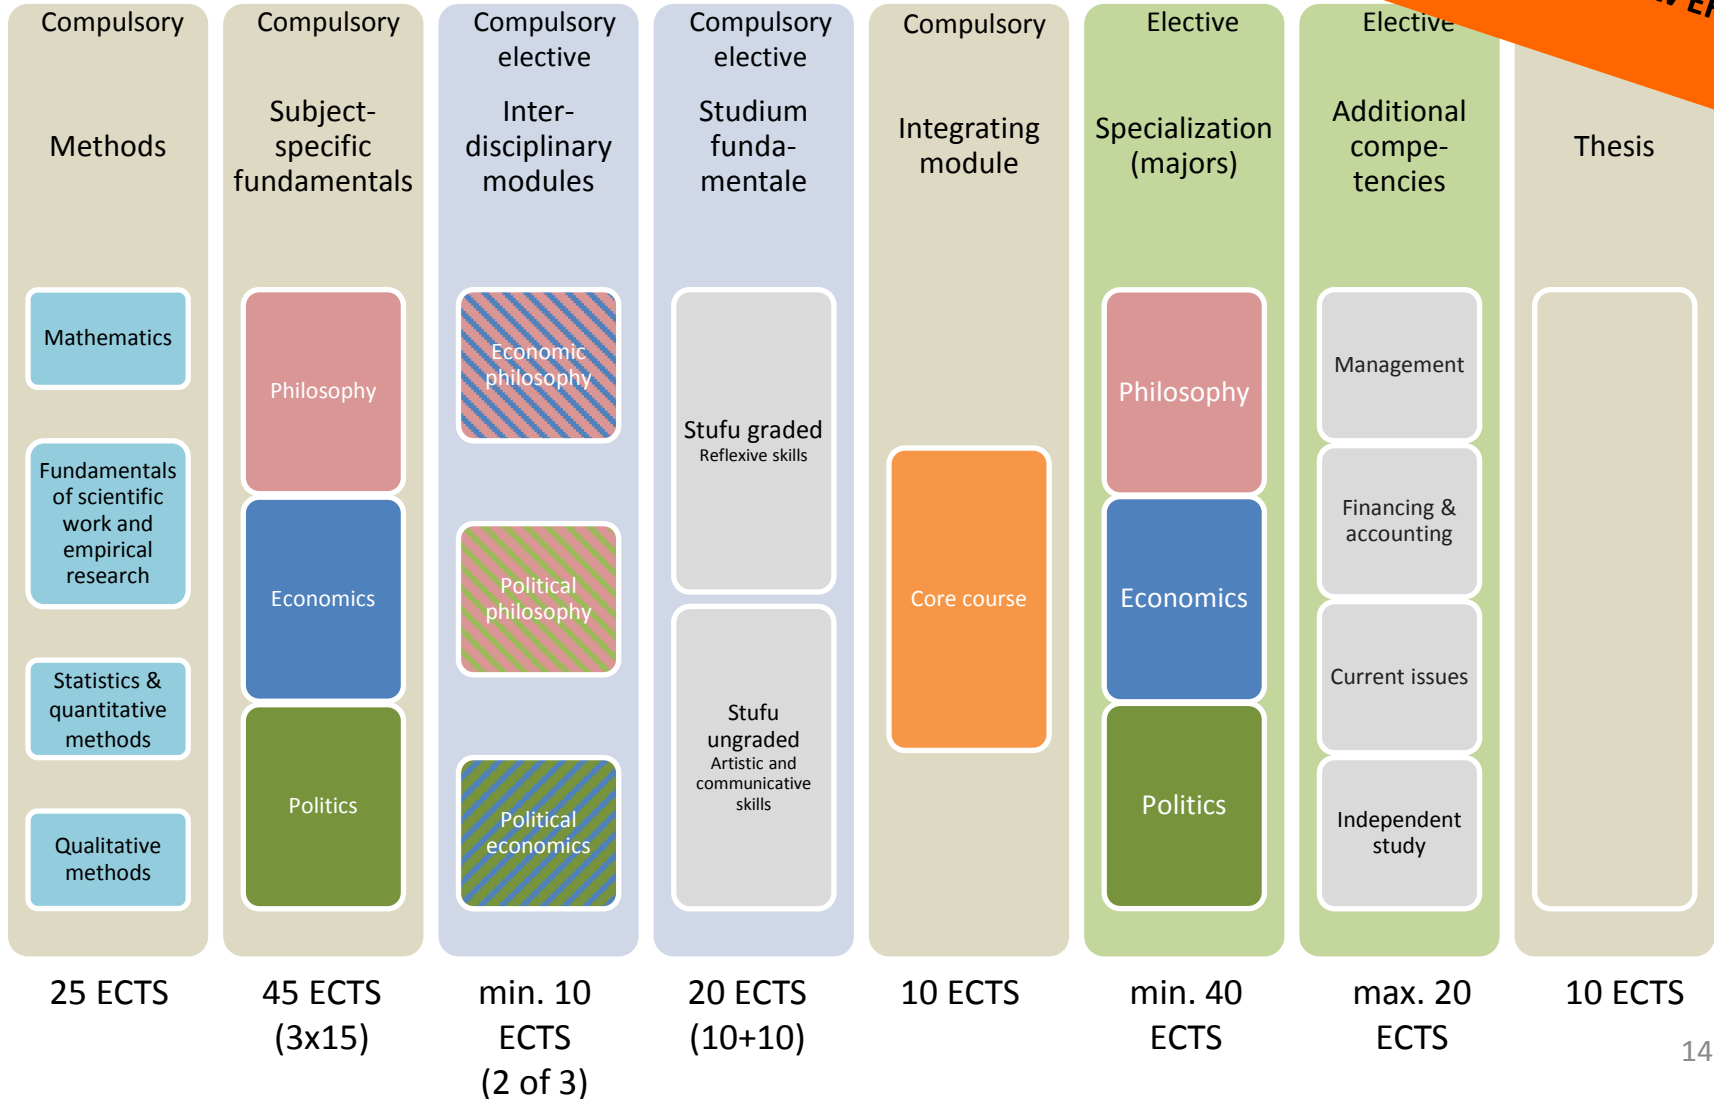 Compulsory
Methods
Mathematics
Fundamentals
of scientific
work and
empirical
research
Statistics &
quantitative
methods
Qualitative
methods
25 ECTS
Compulsory
Subject-
specific
fundamentals
Philosophy
Economics
Politics
45 ECTS
(3x15)
Compulsory
elective
Inter-
disciplinary
modules
Economic
philosophy
Political
philosophy
Political
economics
min. 10
ECTS
(2 of 3)
Compulsory
elective
Studium
funda-
mentale
Stufu graded
Reflexive skills
Stufu
ungraded
Artistic and
communicative
skills
20 ECTS
(10+10)
Compulsory
Integrating
module
Core course
10 ECTS
Elective
Specialization
(majors)
Philosophy
Economics
Politics
min. 40
ECTS
Elective
Additional
compe-
tencies
Management
Financing &
accounting
Current issues
Independent
study
max. 20
ECTS
Thesis
10 ECTS
14